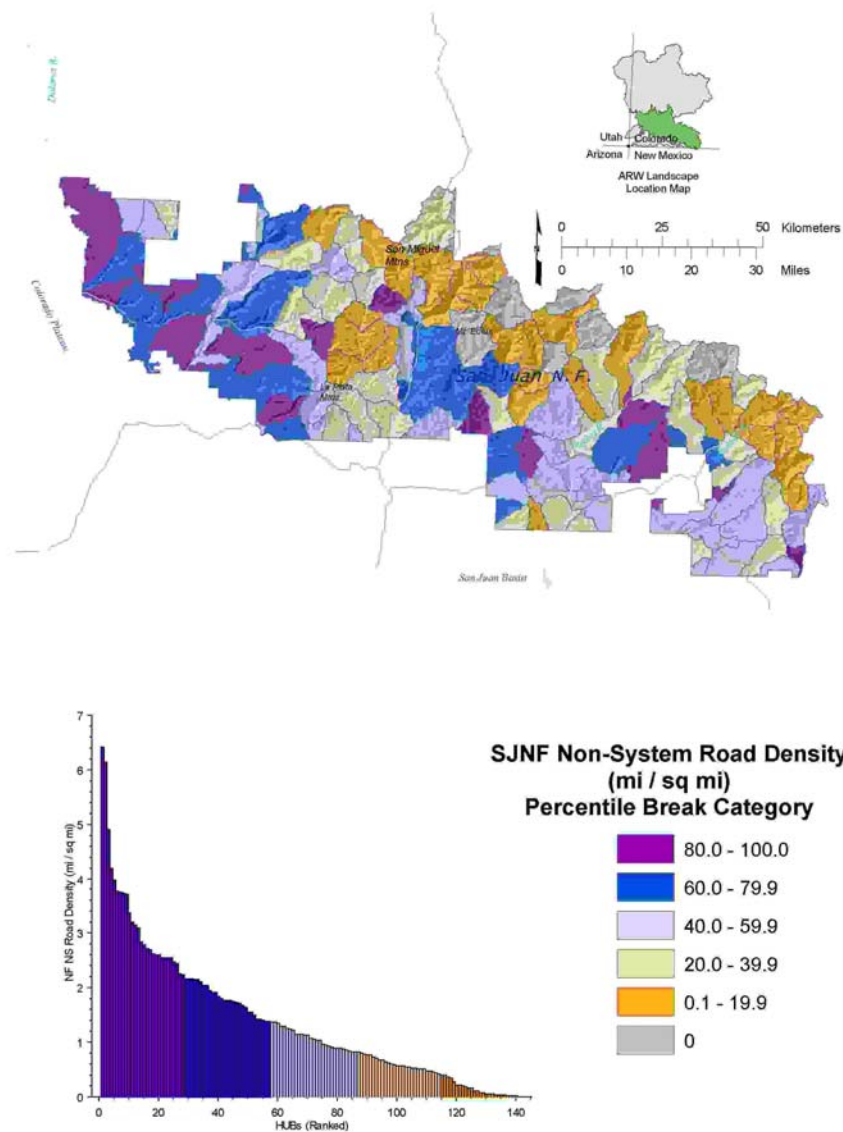 Dolores R.
Utah Colorado
Arizona New Mexico
ARW Landscape
Location Map
N
0 25 50 Kilometers
0 10 20 30 Miles
San Miguel
Mtns
Colorado Plateau
San Juan N. F.
La Plata
Mtns
San Juan Basin
7
6
5
4
3
2
1
0
NF NS Road Density (mi / sq mi)
0 20 40 60 80 100 120 140
HUBs (Ranked)
SJNF Non-System Road Density
(mi / sq mi)
Percentile Break Category
80.0 - 100.0
60.0 - 79.9
40.0 - 59.9
20.0 - 39.9
0.1 - 19.9
0